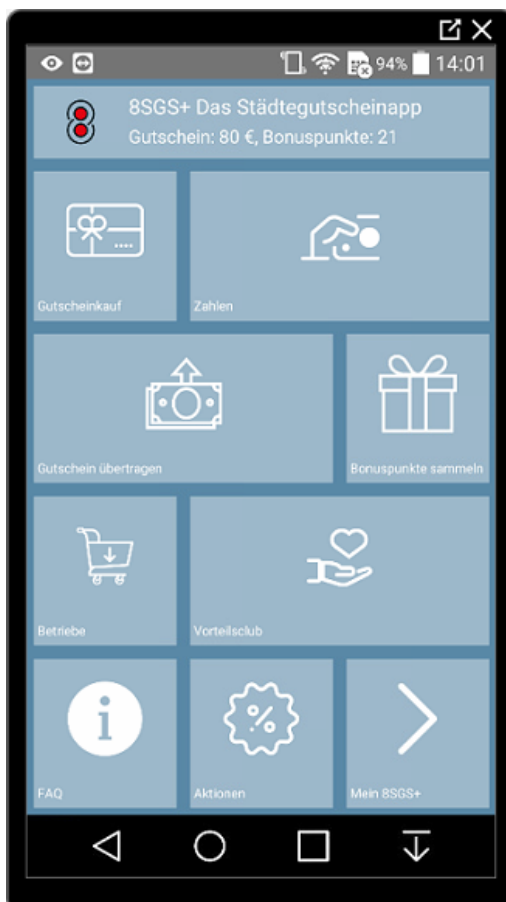 94% 14:01
8SGS+ Das Städtegutscheinapp
Gutschein: 80 €, Bonuspunkte: 21
Gutscheinkauf
Zahlen
Gutschein übertragen
Bonuspunkte sammeln
Betriebe
Vorteilsclub
FAQ
Aktionen
Mein 8SGS+